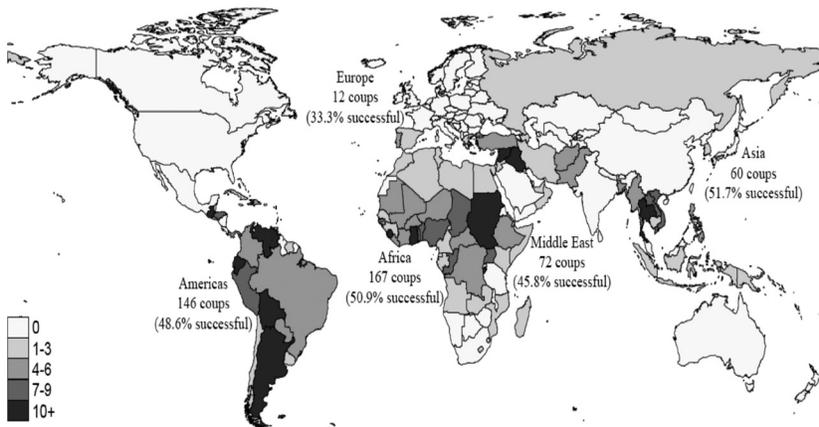 Europe
12 coups
(33.3% successful)
Asia
60 coups
(51.7% successful)
Middle East
72 coups
(45.8% successful)
Africa
167 coups
(50.9% successful)
Americas
146 coups
(48.6% successful)
0
1-3
4-6
7-9
10+